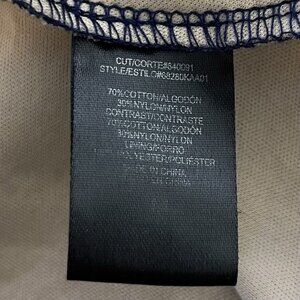 CUT/CORTE#640091
STYLE/ESTILO#68280KAA01
70%COTTON/ALGODÓN
30%NYLON/NYLON
CONTRAST/CONTRASTE
70%COTTON/ALGODÓN
30%NYLON/NYLON
LINING/FORRO
POLYESTER/POLIÉSTER
MADE IN CHINA